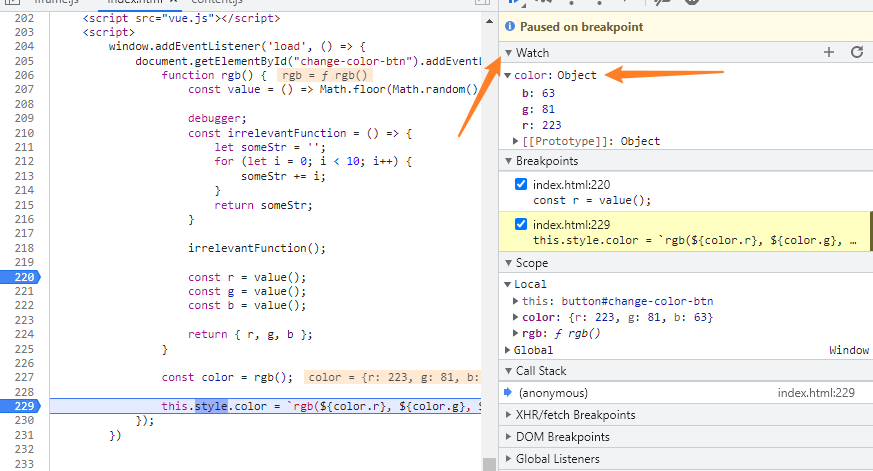 iframe.js index.html content.js
202 <script src="vue.js"></script>
203 <script>
204 window.addEventListener('load', () => {
205 document.getElementById("change-color-btn").addEventL
206 function rgb() { rgb = ƒ rgb()
207 const value = () => Math.floor(Math.random()
208
209 debugger;
210 const irrelevantFunction = () => {
211 let someStr = '';
212 for (let i = 0; i < 10; i++) {
213 someStr += i;
214 }
215 return someStr;
216 }
217
218 irrelevantFunction();
219
220 const r = value();
221 const g = value();
222 const b = value();
223
224 return { r, g, b };
225 }
226
227 const color = rgb(); color = {r: 223, g: 81, b:
228
229 this.style.color = `rgb(${color.r}, ${color.g},
230 });
231 })
232
233
Paused on breakpoint
Watch
color: Object
b: 63
g: 81
r: 223
[[Prototype]]: Object
Breakpoints
index.html:220
const r = value();
index.html:229
this.style.color = `rgb(${color.r}, ${color.g}, …
Scope
Local
this: button#change-color-btn
color: {r: 223, g: 81, b: 63}
rgb: ƒ rgb()
Global Window
Call Stack
(anonymous) index.html:229
XHR/fetch Breakpoints
DOM Breakpoints
Global Listeners